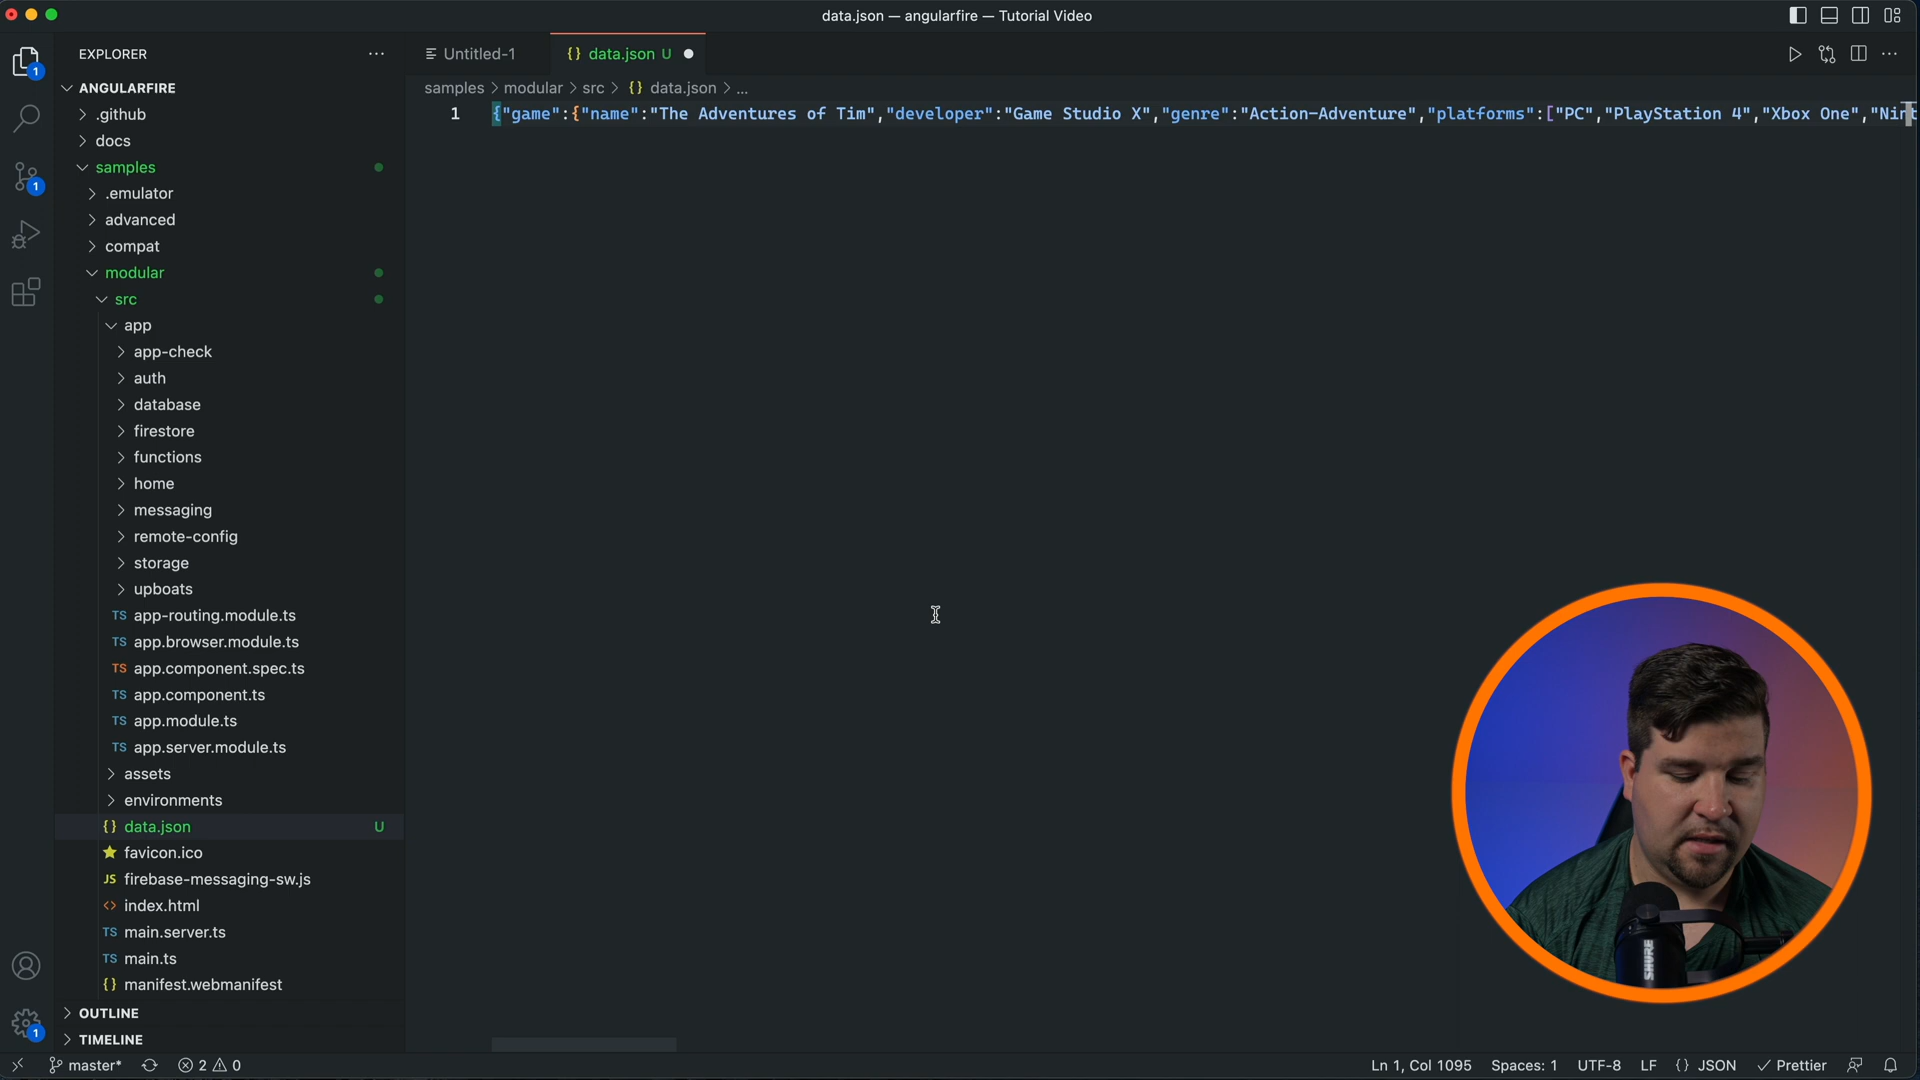 data.json — angularfire — Tutorial Video
EXPLORER
Untitled-1
{} data.json U
samples > modular > src > {} data.json > ...
1 {"game":{"name":"The Adventures of Tim","developer":"Game Studio X","genre":"Action-Adventure","platforms":["PC","PlayStation 4","Xbox One","Nint
1
ANGULARFIRE
.github
docs
samples
1
.emulator
advanced
compat
modular
src
app
app-check
auth
database
firestore
functions
home
messaging
remote-config
storage
upboats
TS app-routing.module.ts
TS app.browser.module.ts
TS app.component.spec.ts
TS app.component.ts
TS app.module.ts
TS app.server.module.ts
assets
environments
{} data.json U
favicon.ico
JS firebase-messaging-sw.js
<> index.html
TS main.server.ts
TS main.ts
{} manifest.webmanifest
OUTLINE
1
TIMELINE
SHURE
master* 2 0 Ln 1, Col 1095 Spaces: 1 UTF-8 LF {} JSON Prettier